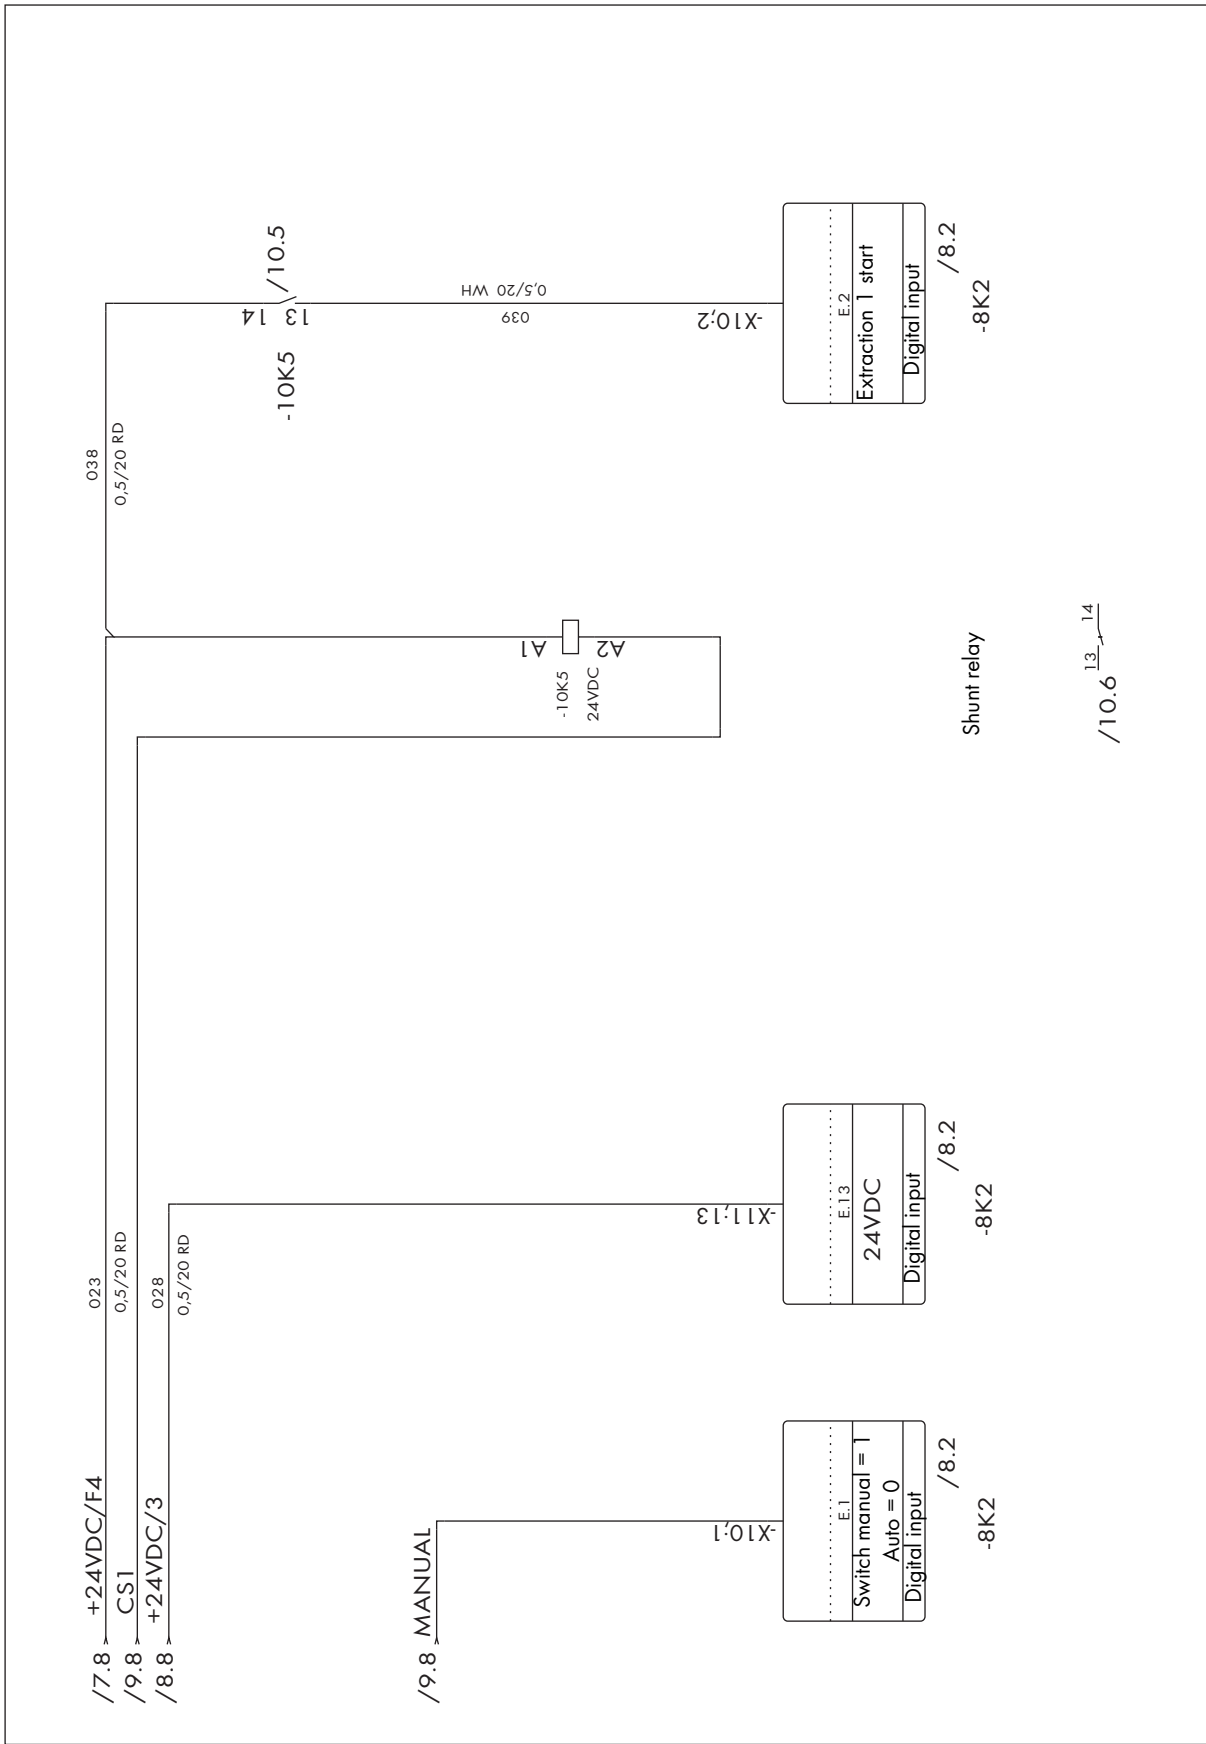 /7.8 +24VDC/F4
023
0,5/20 RD
038
0,5/20 RD
/9.8 CS1
/8.8 +24VDC/3
028
0,5/20 RD
14 13
/10.5
-10K5
039
0,5/20 WH
/9.8 MANUAL
A1
A2
-10K5
24VDC
-X10:1
-X11:13
-X10:2
E.1
Switch manual = 1
Auto = 0
Digital input
/8.2
-8K2
E.13
24VDC
Digital input
/8.2
-8K2
E.2
Extraction 1 start
Digital input
/8.2
-8K2
Shunt relay
/10.6 13 14